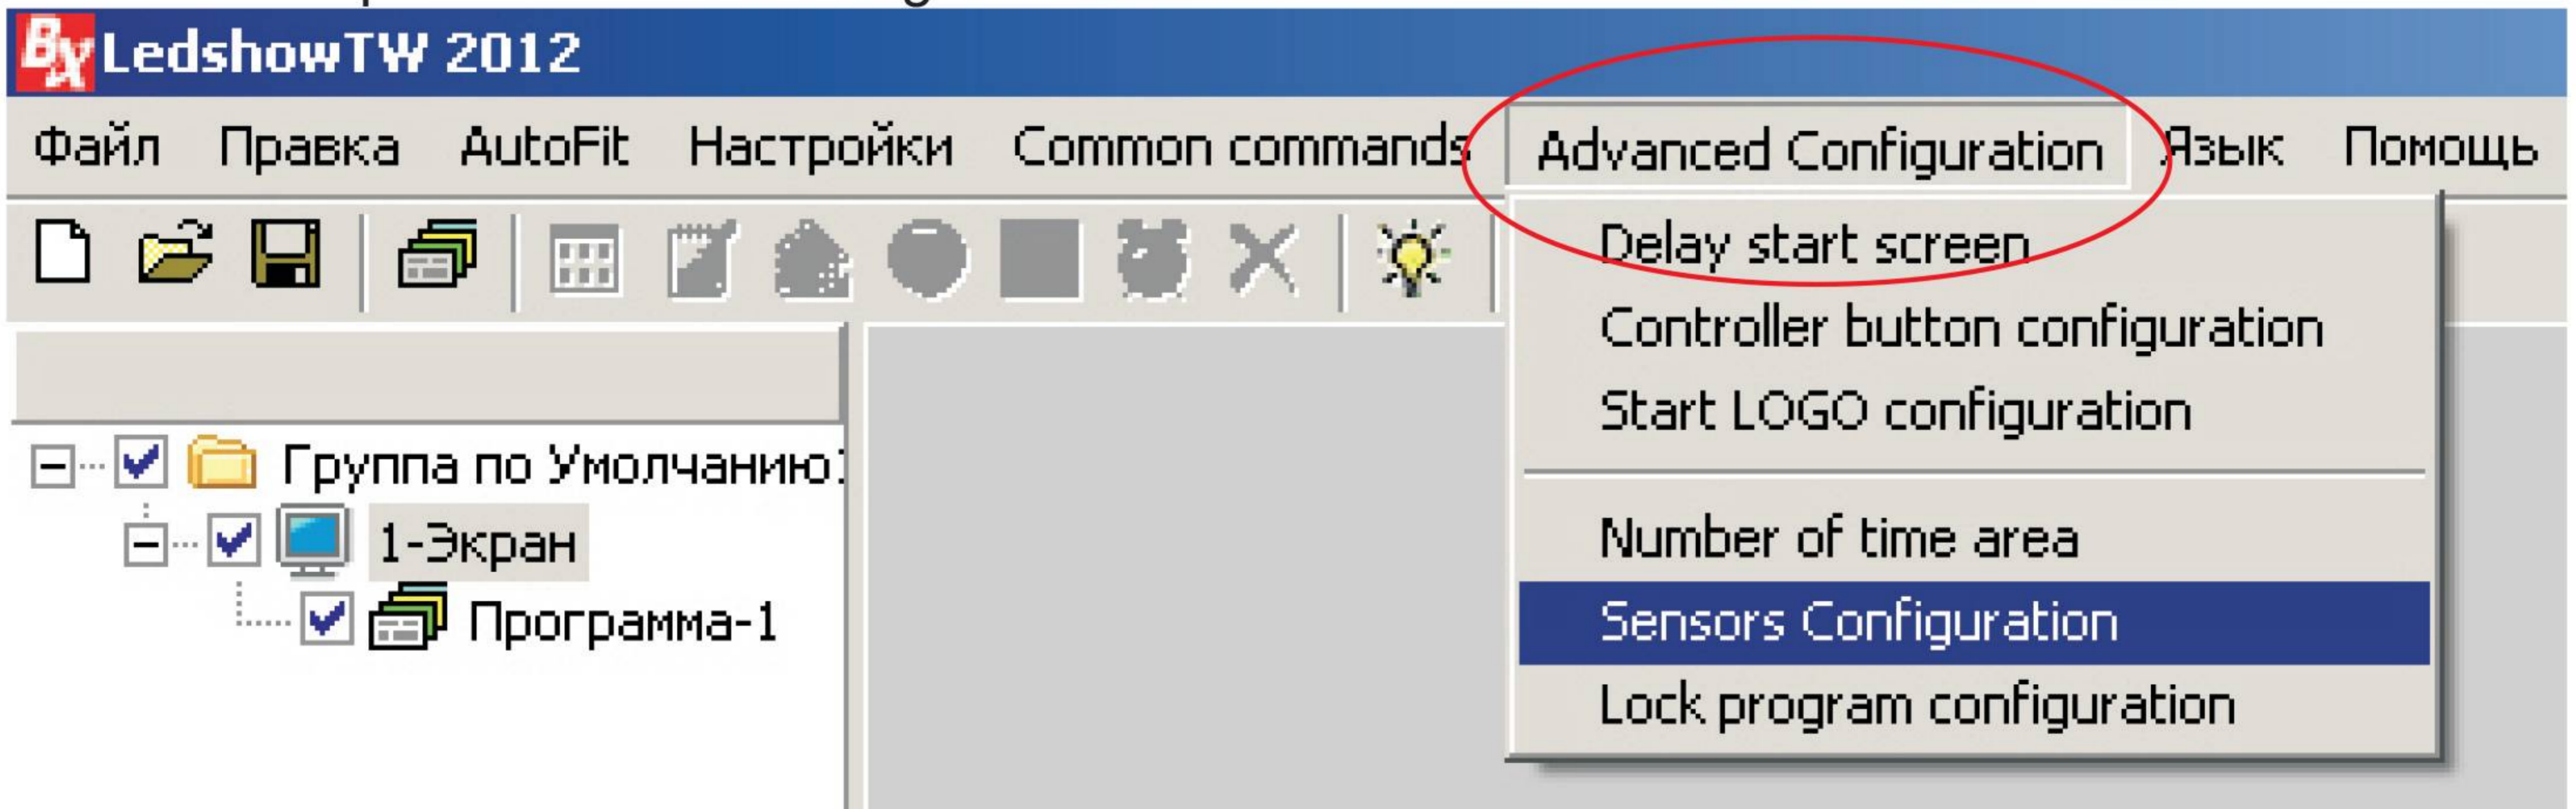 BX LedshowTW 2012
Файл Правка AutoFit Настройки Common commands Advanced Configuration Язык Помощь
Delay start screen
Controller button configuration
Start LOGO configuration
Группа по Умолчанию
1-Экран
Number of time area
Программа-1
Sensors Configuration
Lock program configuration